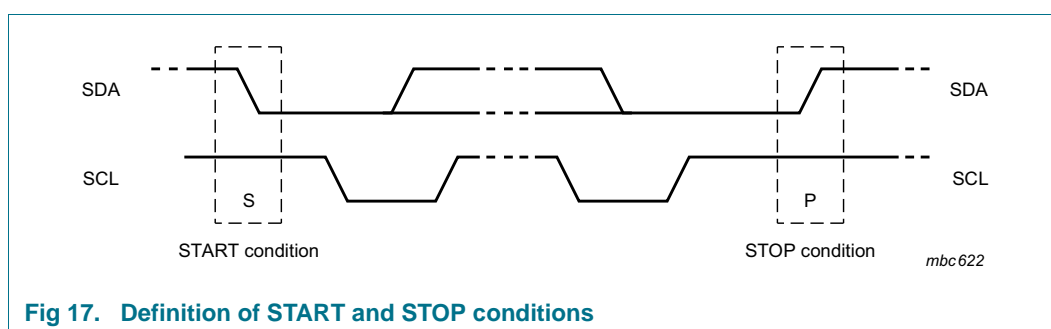 SDA SDA
SCL SCL
S P
START condition STOP condition
mbc622
Fig 17. Definition of START and STOP conditions